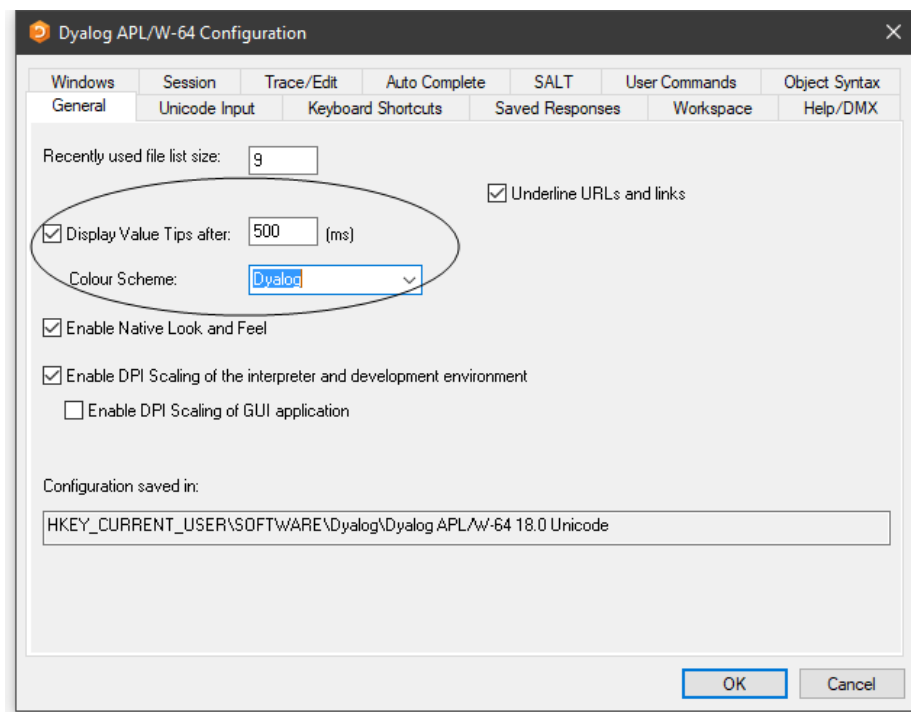 Dyalog APL/W-64 Configuration
Windows Session Trace/Edit Auto Complete SALT User Commands Object Syntax
General Unicode Input Keyboard Shortcuts Saved Responses Workspace Help/DMX
Recently used file list size: 9
Underline URLs and links
Display Value Tips after: 500 (ms)
Colour Scheme: Dyalog
Enable Native Look and Feel
Enable DPI Scaling of the interpreter and development environment
Enable DPI Scaling of GUI application
Configuration saved in:
HKEY_CURRENT_USER\SOFTWARE\Dyalog\Dyalog APL/W-64 18.0 Unicode
OK Cancel